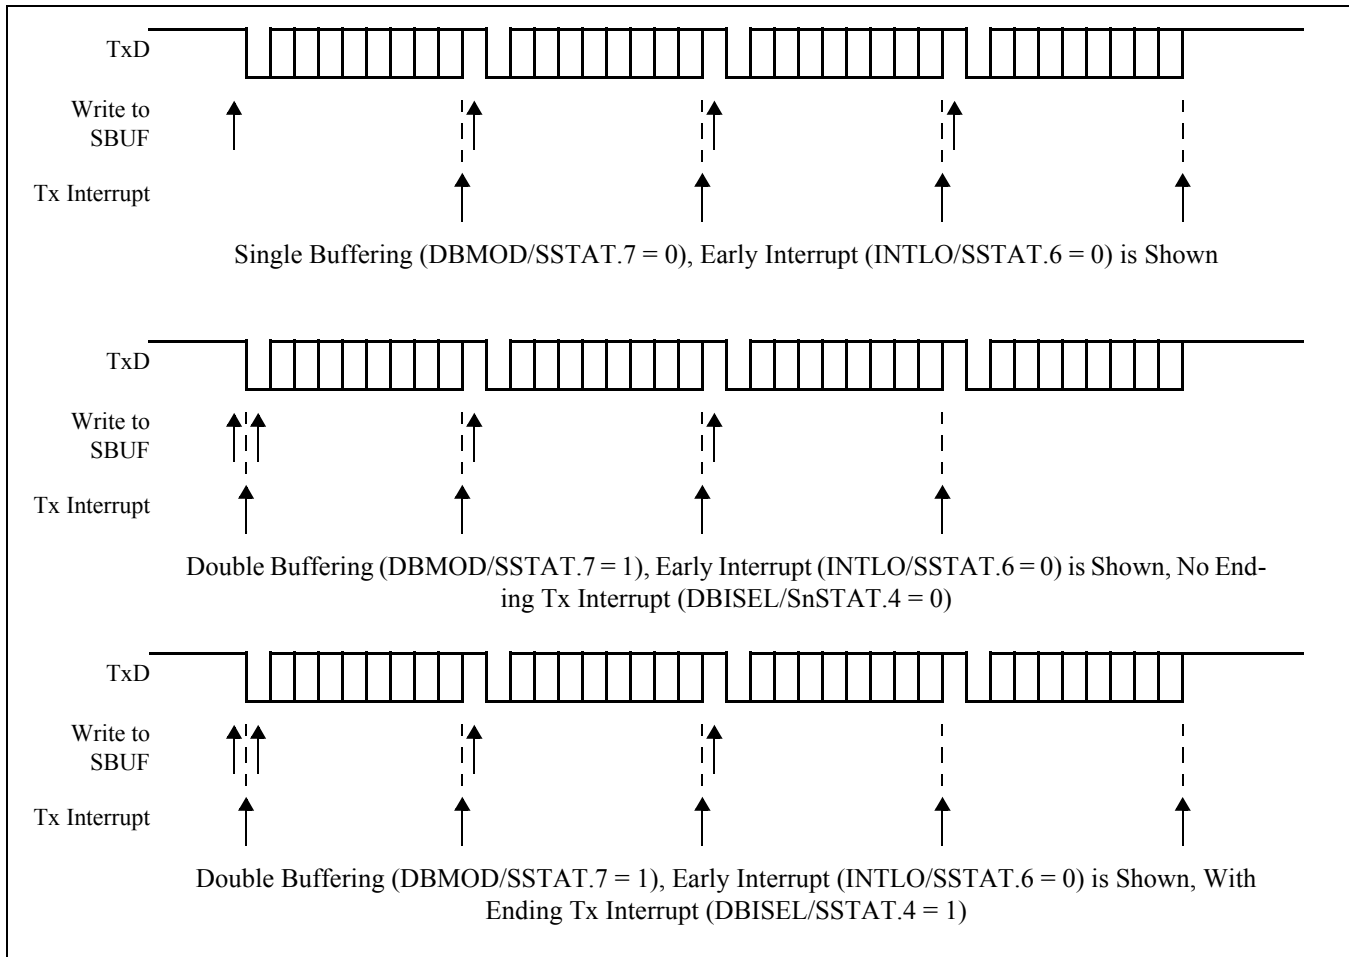 TxD
Write to
SBUF
Tx Interrupt
Single Buffering (DBMOD/SSTAT.7 = 0), Early Interrupt (INTLO/SSTAT.6 = 0) is Shown
TxD
Write to
SBUF
Tx Interrupt
Double Buffering (DBMOD/SSTAT.7 = 1), Early Interrupt (INTLO/SSTAT.6 = 0) is Shown, No End-
ing Tx Interrupt (DBISEL/SnSTAT.4 = 0)
TxD
Write to
SBUF
Tx Interrupt
Double Buffering (DBMOD/SSTAT.7 = 1), Early Interrupt (INTLO/SSTAT.6 = 0) is Shown, With
Ending Tx Interrupt (DBISEL/SSTAT.4 = 1)